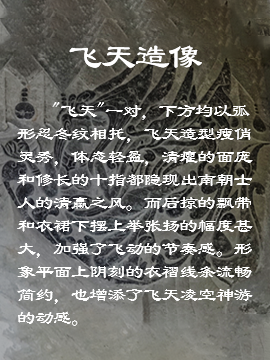 飞天造像
"飞天"一对，下方均以弧
形忍冬纹相托，飞天造型瘦俏
灵秀，体态轻盈，清癯的面庞
和修长的十指都隐现出南朝士
人的清羸之风。而后掠的飘带
和衣裙下摆上举张扬的幅度甚
大，加强了飞动的节奏感。形
象平面上阴刻的衣褶线条流畅
简约，也增添了飞天凌空神游
的动感。